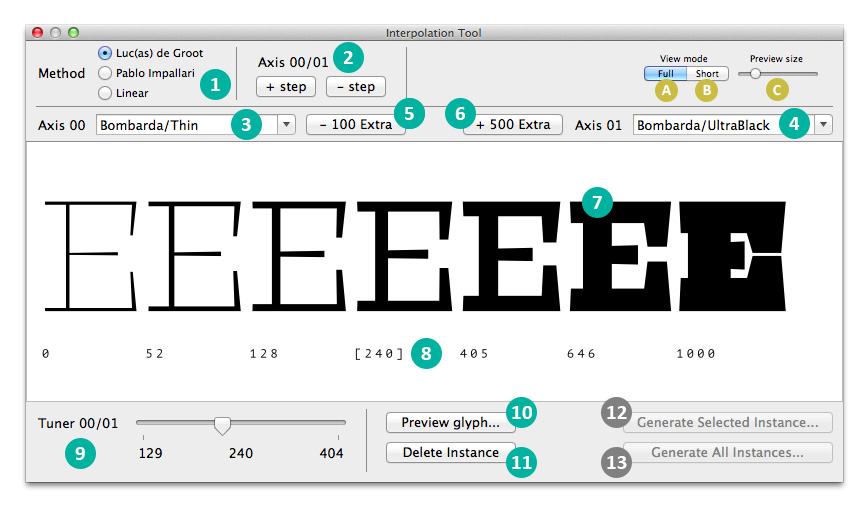 Interpolation Tool
Method
Luc(as) de Groot
Pablo Impallari
Linear
1
Axis 00/01
2
+ step
– step
View mode
Full
Short
A
B
Preview size
C
Axis 00
Bombarda/Thin
3
– 100 Extra
5
6
+ 500 Extra
Axis 01
Bombarda/UltraBlack
4
E E E E E E E
7
0 52 128 [240] 405 646 1000
8
Tuner 00/01
129 240 404
9
Preview glyph...
10
Delete Instance
11
12
Generate Selected Instance...
13
Generate All Instances...